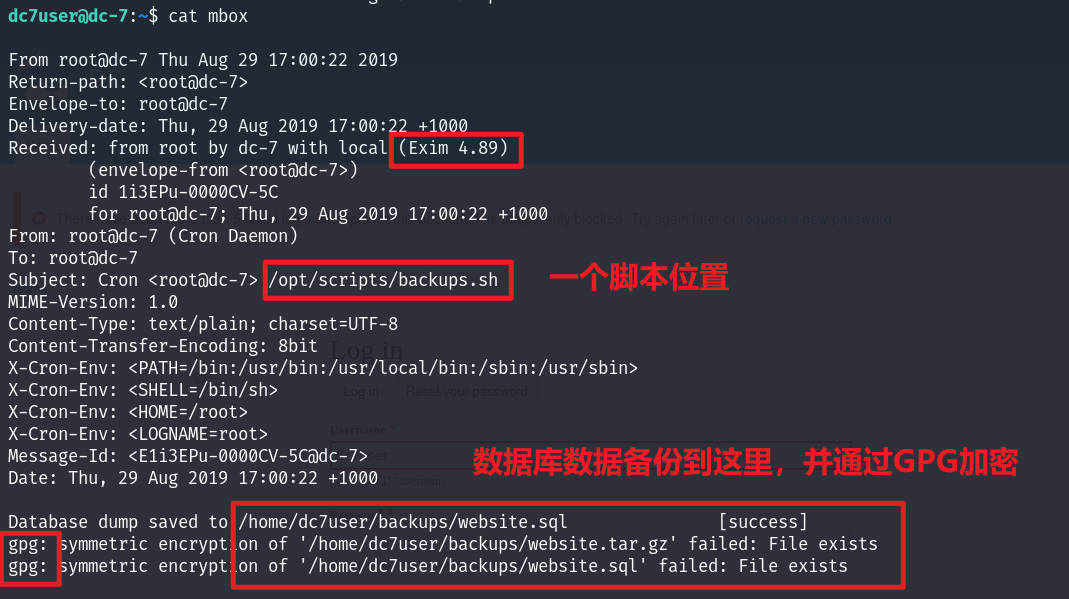 dc7user@dc-7:~$ cat mbox
From root@dc-7 Thu Aug 29 17:00:22 2019
Return-path: <root@dc-7>
Envelope-to: root@dc-7
Delivery-date: Thu, 29 Aug 2019 17:00:22 +1000
Received: from root by dc-7 with local (Exim 4.89)
(envelope-from <root@dc-7>)
id 1i3EPu-0000CV-5C
for root@dc-7; Thu, 29 Aug 2019 17:00:22 +1000
From: root@dc-7 (Cron Daemon)
To: root@dc-7
Subject: Cron <root@dc-7> /opt/scripts/backups.sh 一个脚本位置
MIME-Version: 1.0
Content-Type: text/plain; charset=UTF-8
Content-Transfer-Encoding: 8bit
Log in
X-Cron-Env: <PATH=/bin:/usr/bin:/usr/local/bin:/sbin:/usr/sbin>
X-Cron-Env: <SHELL=/bin/sh>
Log in Reset your password
X-Cron-Env: <HOME=/root>
X-Cron-Env: <LOGNAME=root>
Username *
Message-Id: <E1i3EPu-0000CV-5C@dc-7>
数据库数据备份到这里，并通过GPG加密
Date: Thu, 29 Aug 2019 17:00:22 +1000
Database dump saved to /home/dc7user/backups/website.sql [success]
gpg: symmetric encryption of '/home/dc7user/backups/website.tar.gz' failed: File exists
gpg: symmetric encryption of '/home/dc7user/backups/website.sql' failed: File exists